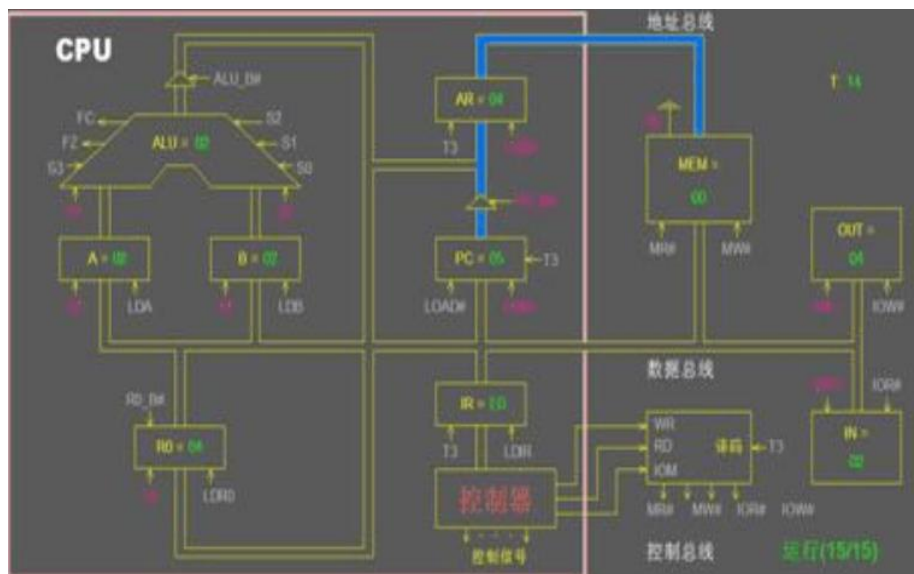 CPU
地址总线
ALU_B#
AR = 04
T: 14
FC
S2
FZ
ALU = 02
S1
T3
S3
S0
MEM =
00
MR#
MW#
OUT =
04
A = 02
B = 02
PC = 05
T3
LDA
LDB
LOAD#
IOW#
数据总线
R0_B#
IR =
IOR#
WR
RD
译码
T3
IOM
R0 = 04
T3
LDIR
IN =
00
LDR0
控制器
MR#
MW#
IOR#
IOW#
控制信号
控制总线
运行(15/15)